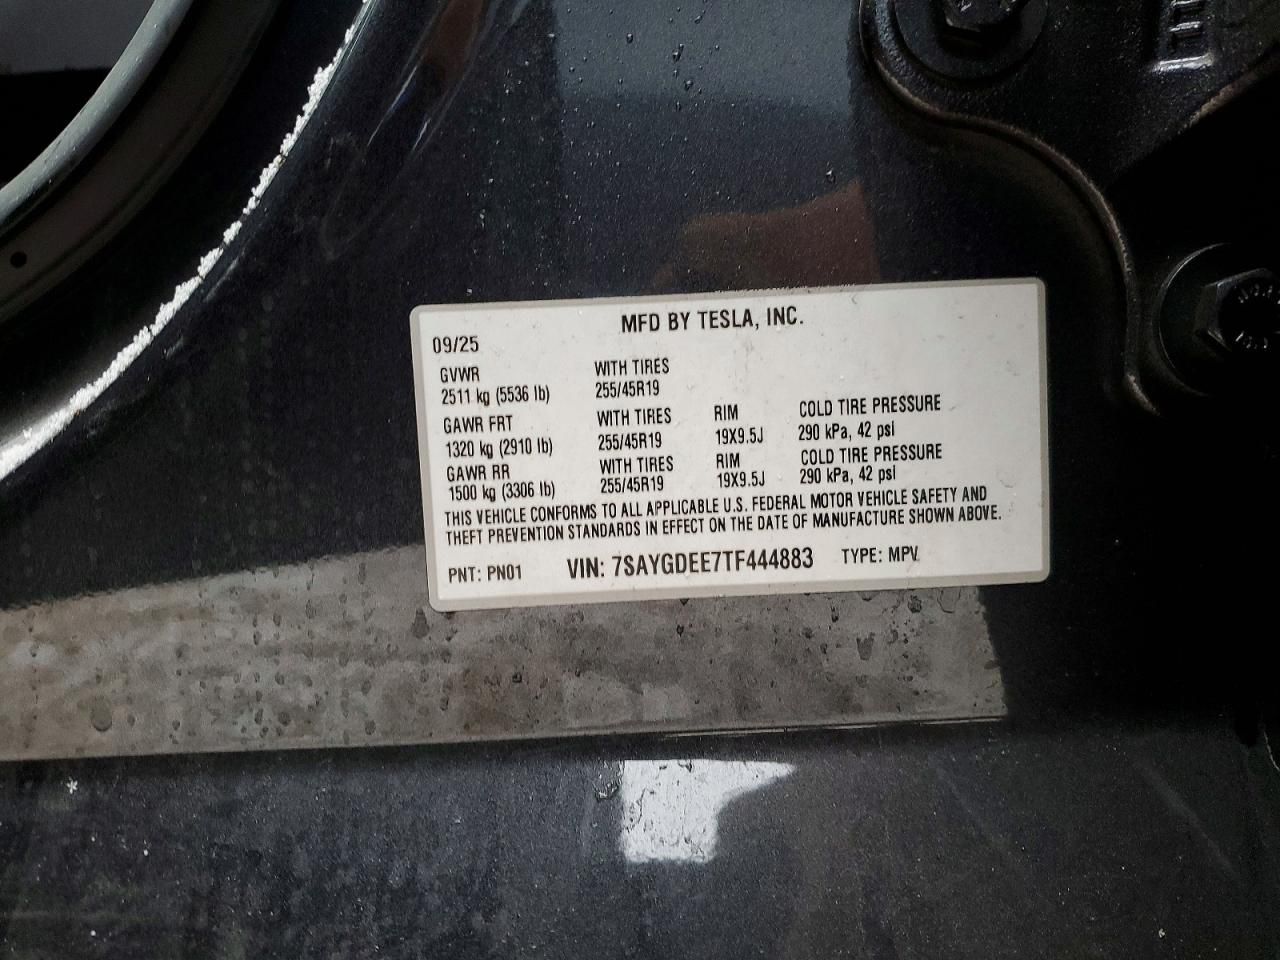 MFD BY TESLA, INC.
09/25
GVWR WITH TIRES
2511 kg (5536 lb) 255/45R19
GAWR FRT WITH TIRES RIM COLD TIRE PRESSURE
1320 kg (2910 lb) 255/45R19 19X9.5J 290 kPa, 42 psi
GAWR RR WITH TIRES RIM COLD TIRE PRESSURE
1500 kg (3306 lb) 255/45R19 19X9.5J 290 kPa, 42 psi
THIS VEHICLE CONFORMS TO ALL APPLICABLE U.S. FEDERAL MOTOR VEHICLE SAFETY AND
THEFT PREVENTION STANDARDS IN EFFECT ON THE DATE OF MANUFACTURE SHOWN ABOVE.
PNT: PN01 VIN: 7SAYGDEE7TF444883 TYPE: MPV